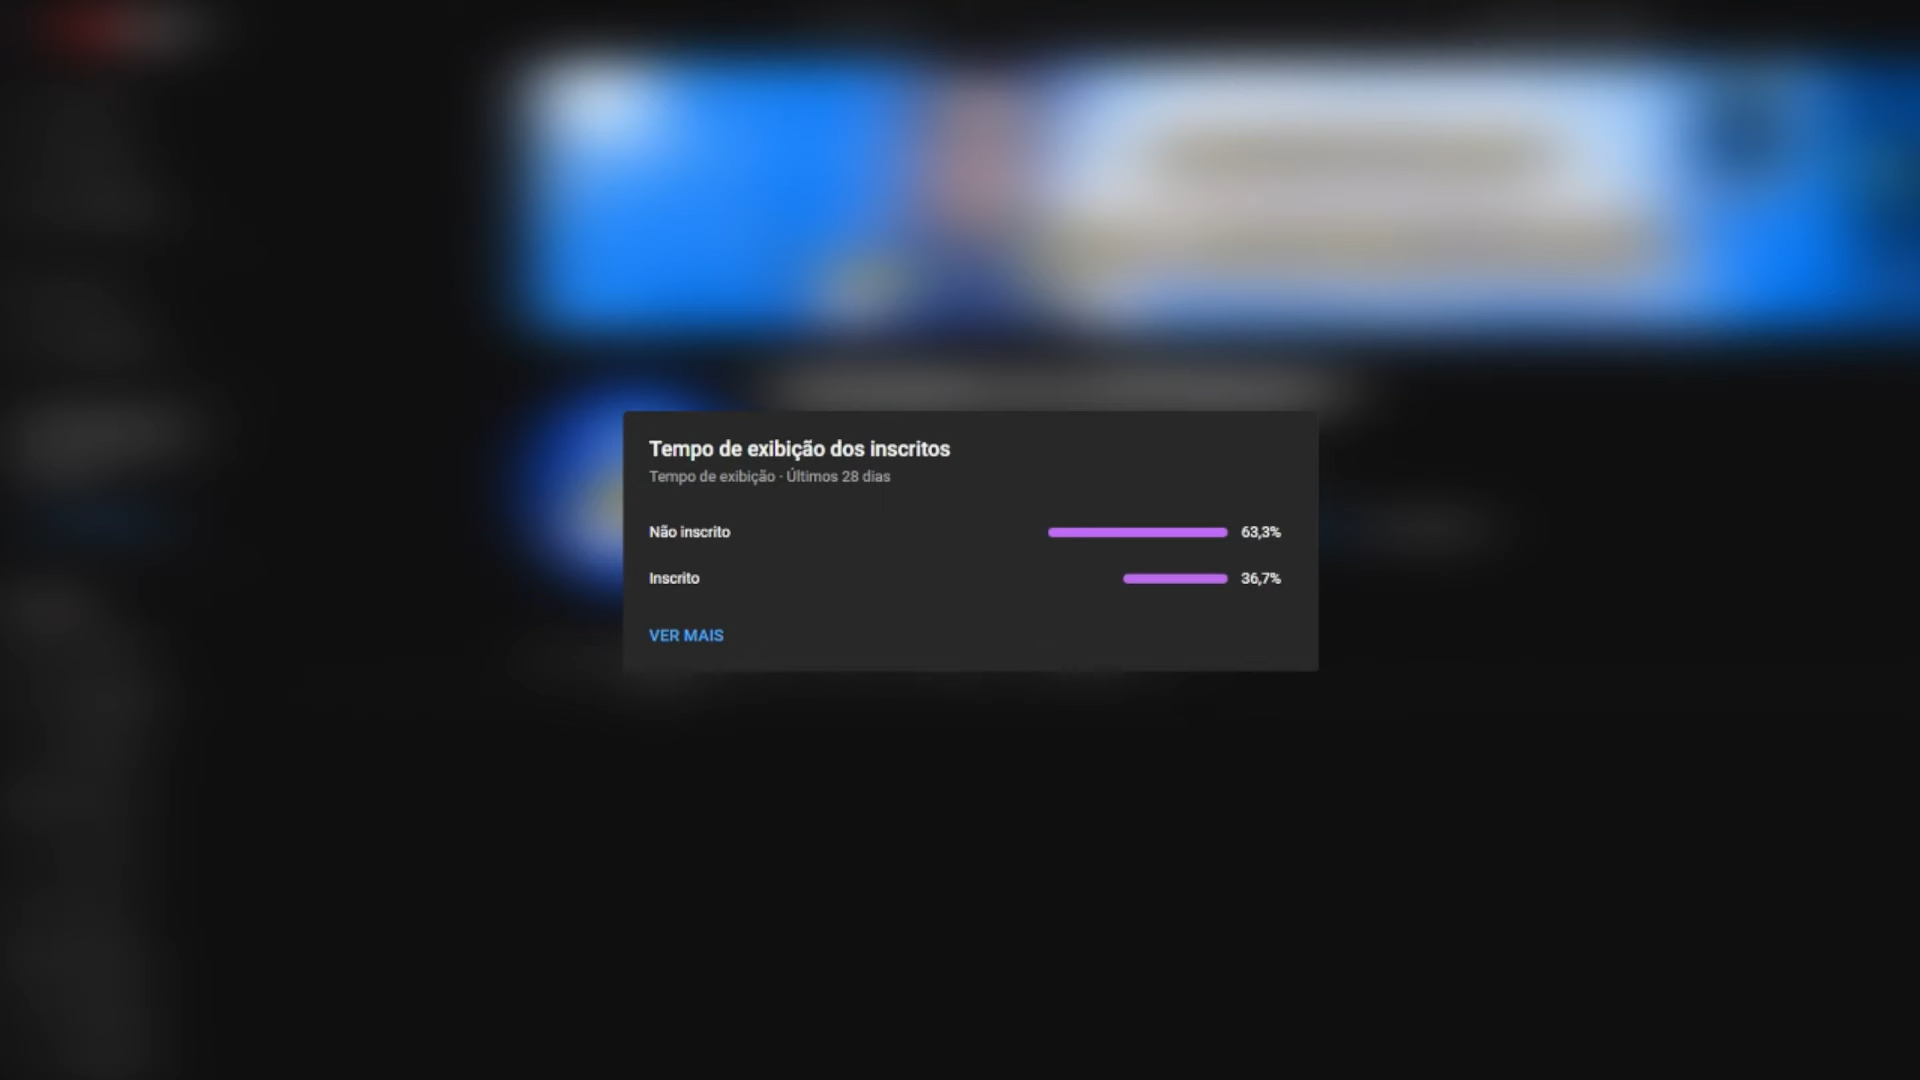 Tempo de exibição dos inscritos
Tempo de exibição · Últimos 28 dias
Não inscrito 63,3%
Inscrito 36,7%
VER MAIS